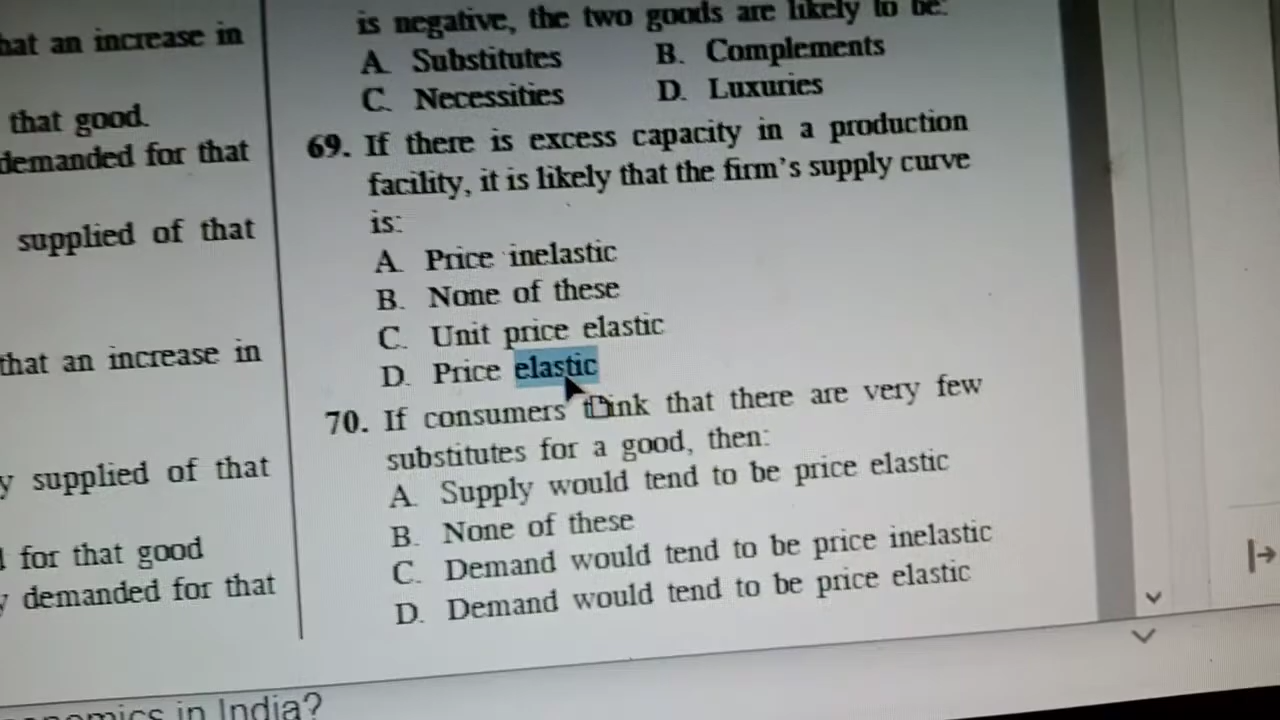 hat an increase in
that good.
demanded for that
supplied of that
that an increase in
y supplied of that
for that good
y demanded for that
is negative, the two goods are likely to be:
A. Substitutes B. Complements
C. Necessities D. Luxuries
69. If there is excess capacity in a production
facility, it is likely that the firm's supply curve
is:
A. Price inelastic
B. None of these
C. Unit price elastic
D. Price elastic
70. If consumers think that there are very few
substitutes for a good, then:
A. Supply would tend to be price elastic
B. None of these
C. Demand would tend to be price inelastic
D. Demand would tend to be price elastic
onomics in India?